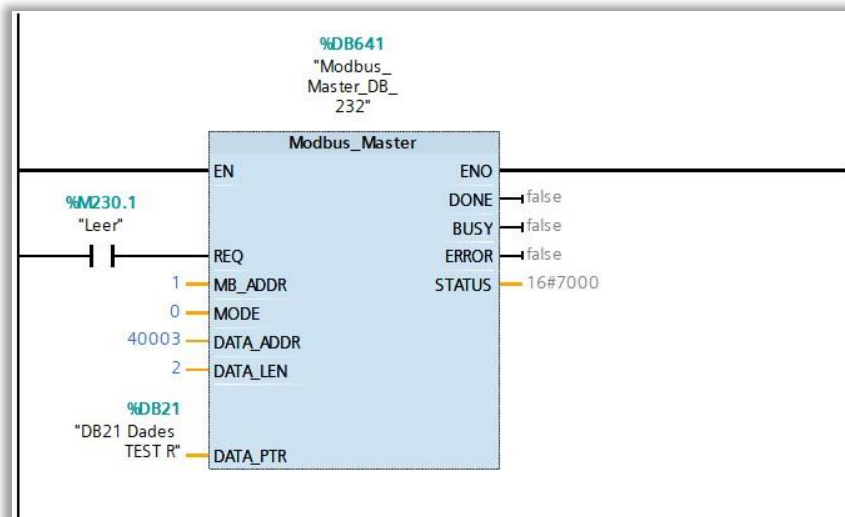 %DB641
"Modbus_
Master_DB_
232"
Modbus_Master
EN
ENO
DONE
false
%M230.1
"Leer"
BUSY
false
REQ
ERROR
false
1
MB_ADDR
STATUS
16#7000
0
MODE
40003
DATA_ADDR
2
DATA_LEN
%DB21
"DB21 Dades
TEST R"
DATA_PTR